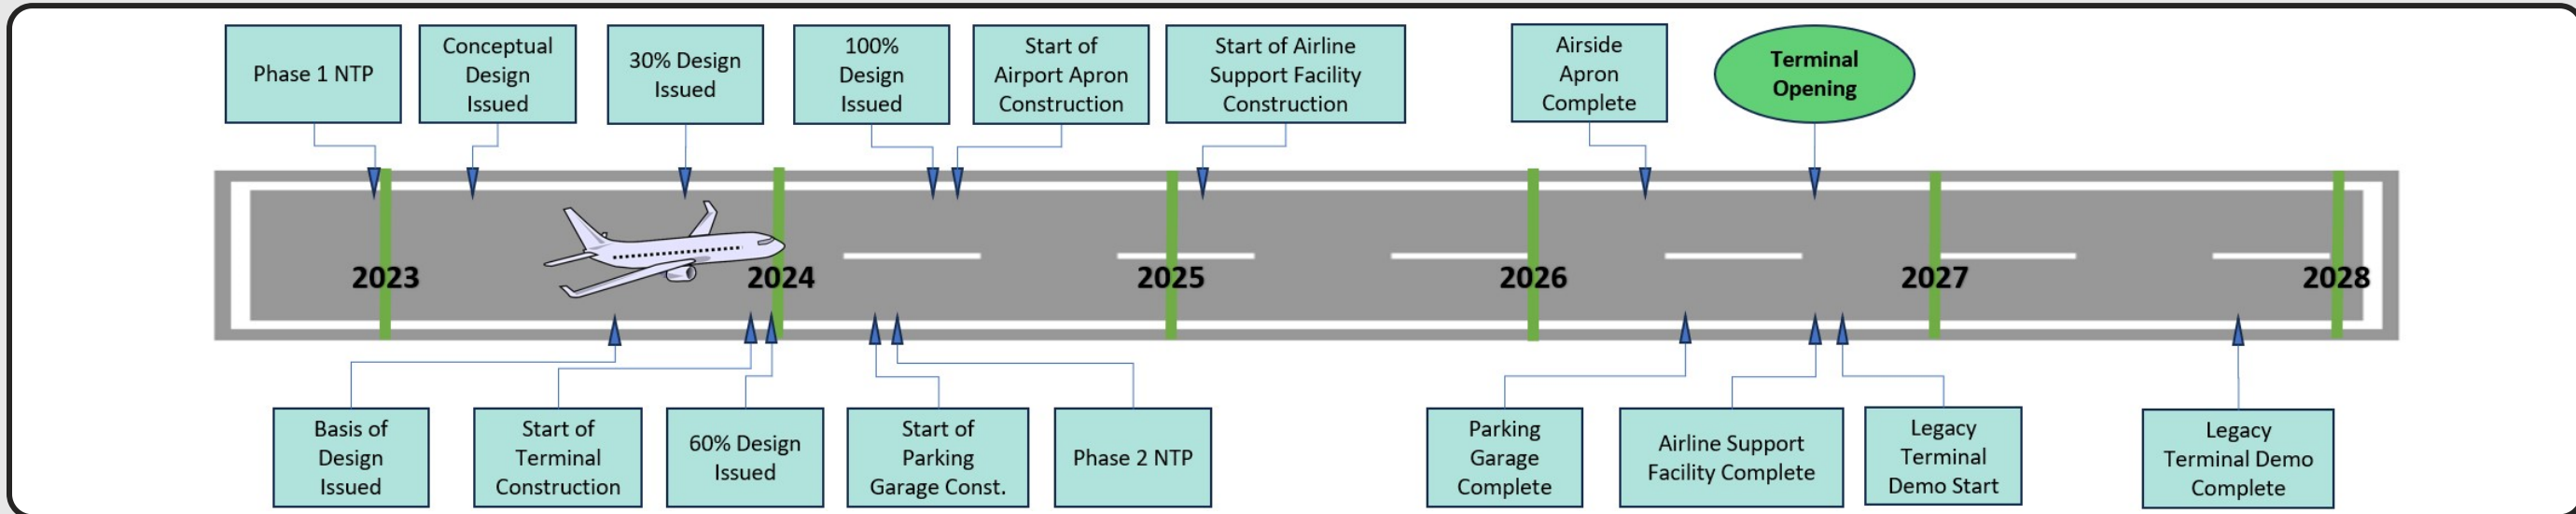 Phase 1 NTP
Conceptual
Design
Issued
30% Design
Issued
100%
Design
Issued
Start of
Airport Apron
Construction
Start of Airline
Support Facility
Construction
Airside
Apron
Complete
Terminal
Opening
2023
2024
2025
2026
2027
2028
Basis of
Design
Issued
Start of
Terminal
Construction
60% Design
Issued
Start of
Parking
Garage Const.
Phase 2 NTP
Parking
Garage
Complete
Airline Support
Facility Complete
Legacy
Terminal
Demo Start
Legacy
Terminal Demo
Complete